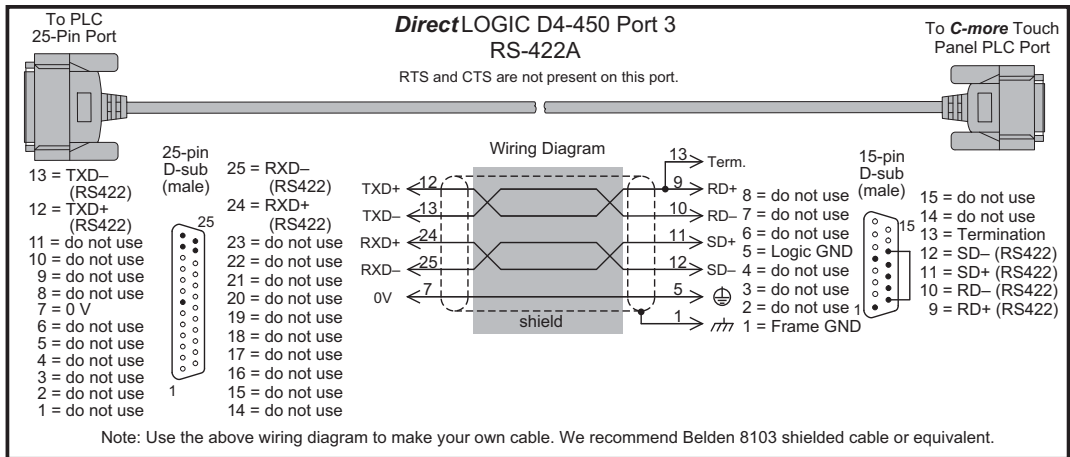 To PLC
25-Pin Port
DirectLOGIC D4-450 Port 3
RS-422A
RTS and CTS are not present on this port.
To C-more Touch
Panel PLC Port
25-pin
D-sub
(male)
13 = TXD–
(RS422)
12 = TXD+
(RS422)
11 = do not use
10 = do not use
9 = do not use
8 = do not use
7 = 0 V
6 = do not use
5 = do not use
4 = do not use
3 = do not use
2 = do not use
1 = do not use
25
1
25 = RXD–
(RS422)
24 = RXD+
(RS422)
23 = do not use
22 = do not use
21 = do not use
20 = do not use
19 = do not use
18 = do not use
17 = do not use
16 = do not use
15 = do not use
14 = do not use
Wiring Diagram
13 Term.
TXD+ 12 9 RD+
TXD– 13 10 RD–
RXD+ 24 11 SD+
RXD– 25 12 SD–
0V 7 5
shield 1
8 = do not use
7 = do not use
6 = do not use
5 = Logic GND
4 = do not use
3 = do not use
2 = do not use
1 = Frame GND
15-pin
D-sub
(male)
15
1
15 = do not use
14 = do not use
13 = Termination
12 = SD– (RS422)
11 = SD+ (RS422)
10 = RD– (RS422)
9 = RD+ (RS422)
Note: Use the above wiring diagram to make your own cable. We recommend Belden 8103 shielded cable or equivalent.